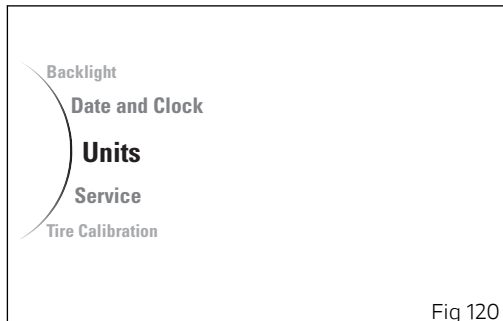 Backlight
Date and Clock
Units
Service
Tire Calibration
Fig 120